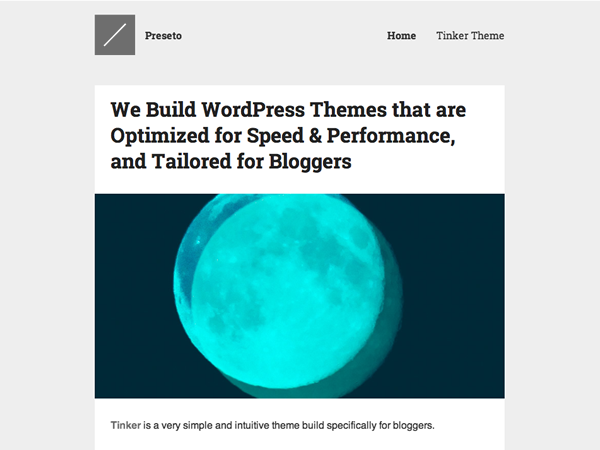 Preseto
Home
Tinker Theme
We Build WordPress Themes that are
Optimized for Speed & Performance,
and Tailored for Bloggers
Tinker is a very simple and intuitive theme build specifically for bloggers.